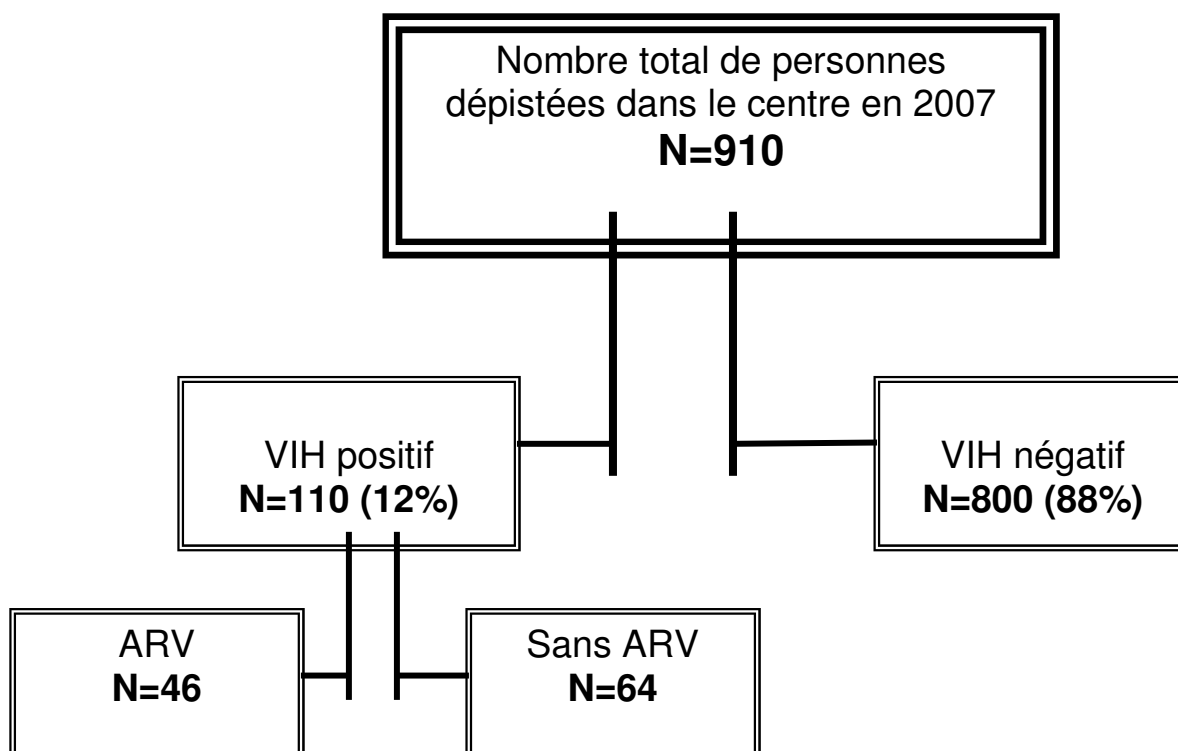 Nombre total de personnes
dépistées dans le centre en 2007
N=910
VIH positif
N=110 (12%)
VIH négatif
N=800 (88%)
ARV
N=46
Sans ARV
N=64